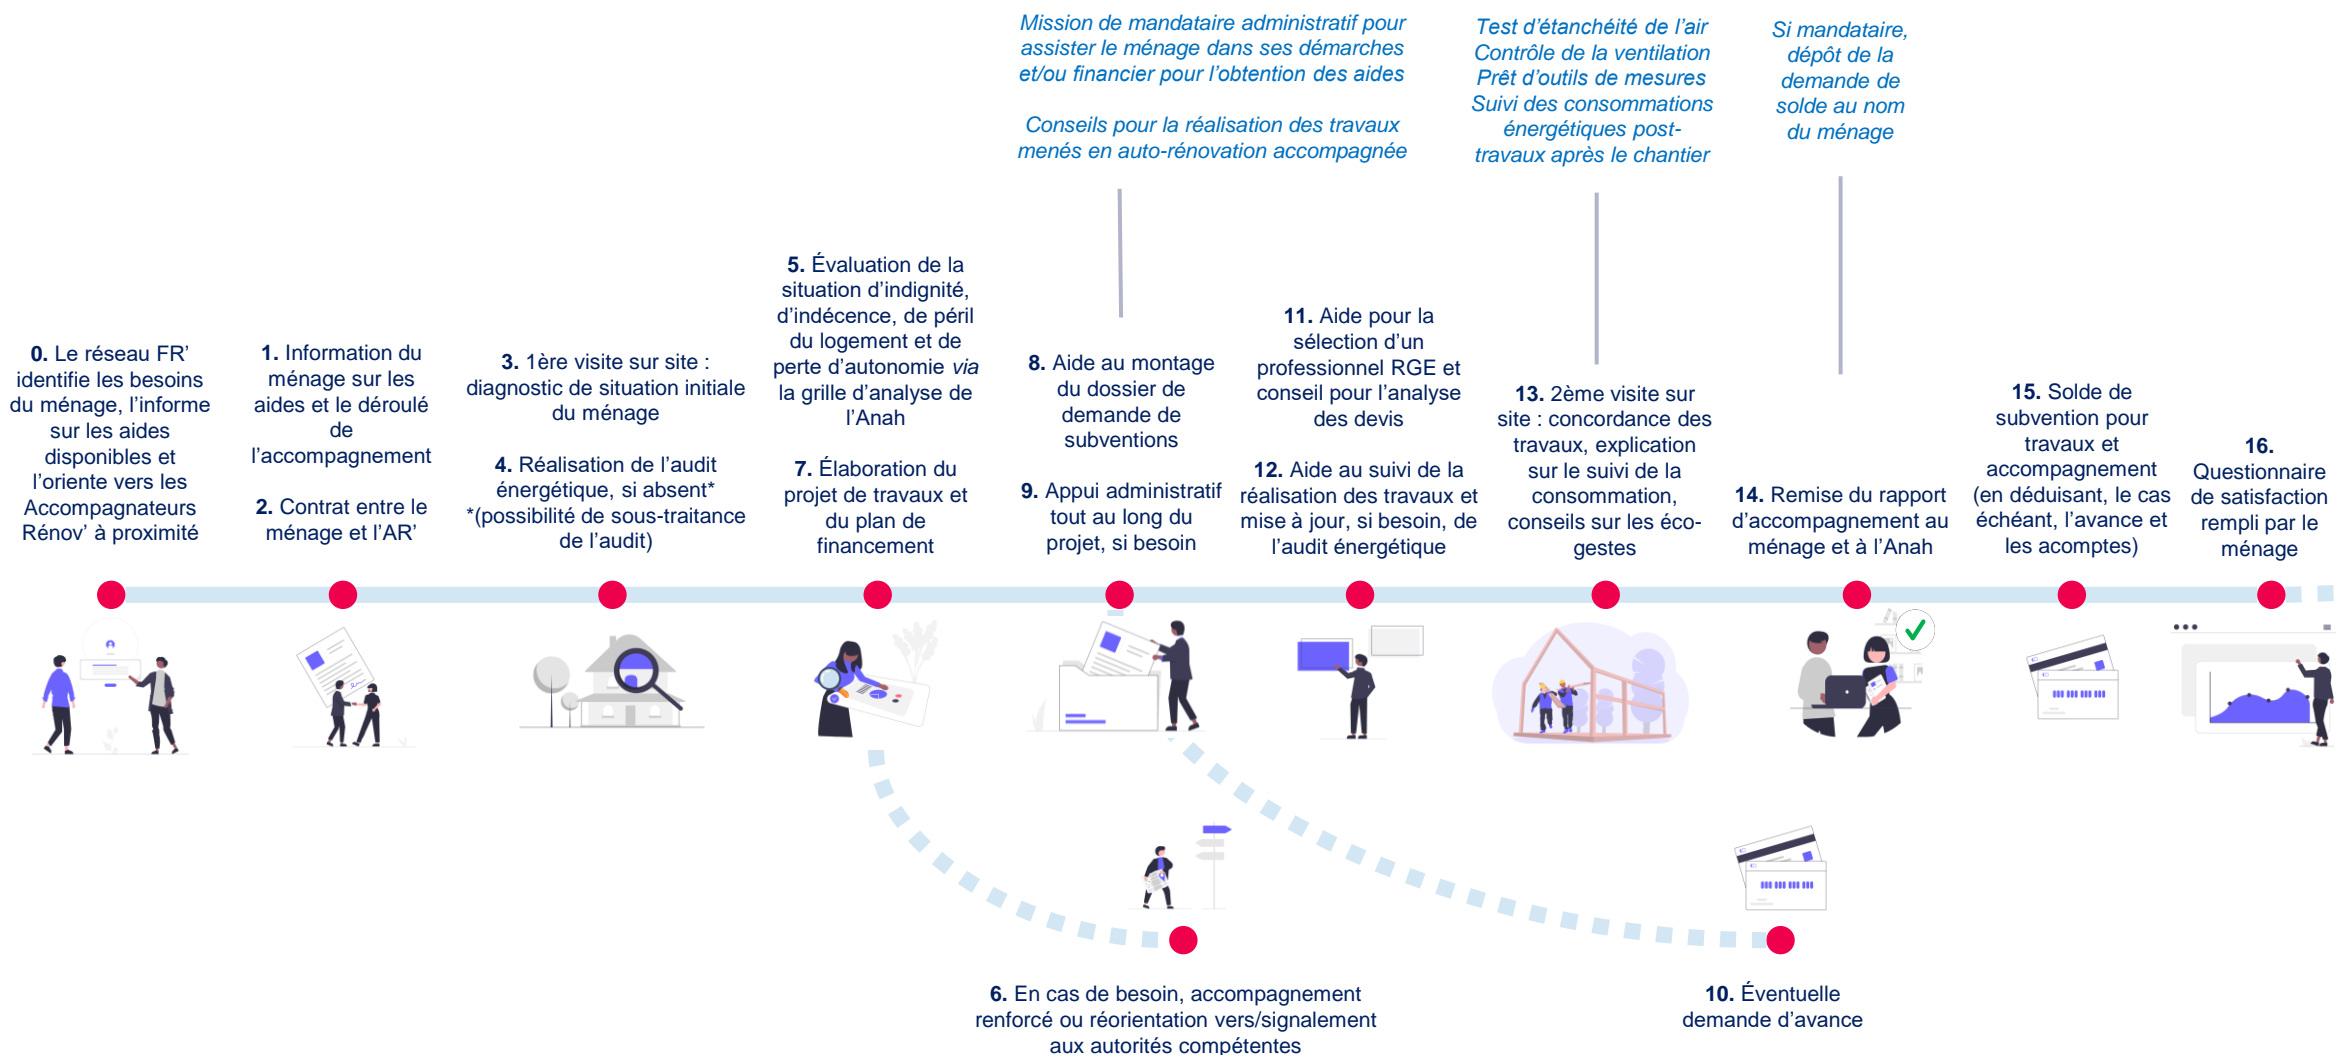 Mission de mandataire administratif pour
assister le ménage dans ses démarches
et/ou financier pour l’obtention des aides
Conseils pour la réalisation des travaux
menés en auto-rénovation accompagnée
Test d’étanchéité de l’air
Contrôle de la ventilation
Prêt d’outils de mesures
Suivi des consommations
énergétiques post-
travaux après le chantier
Si mandataire,
dépôt de la
demande de
solde au nom
du ménage
0. Le réseau FR’
identifie les besoins
du ménage, l’informe
sur les aides
disponibles et
l’oriente vers les
Accompagnateurs
Rénov’ à proximité
1. Information du
ménage sur les
aides et le déroulé
de
l’accompagnement
2. Contrat entre le
ménage et l’AR’
3. 1ère visite sur site :
diagnostic de situation initiale
du ménage
4. Réalisation de l’audit
énergétique, si absent*
*(possibilité de sous-traitance
de l’audit)
5. Évaluation de la
situation d’indignité,
d’indécence, de péril
du logement et de
perte d’autonomie via
la grille d’analyse de
l’Anah
7. Élaboration du
projet de travaux et
du plan de
financement
8. Aide au montage
du dossier de
demande de
subventions
9. Appui administratif
tout au long du
projet, si besoin
11. Aide pour la
sélection d’un
professionnel RGE et
conseil pour l’analyse
des devis
12. Aide au suivi de la
réalisation des travaux et
mise à jour, si besoin, de
l’audit énergétique
13. 2ème visite sur
site : concordance des
travaux, explication
sur le suivi de la
consommation,
conseils sur les éco-
gestes
14. Remise du rapport
d’accompagnement au
ménage et à l’Anah
15. Solde de
subvention pour
travaux et
accompagnement
(en déduisant, le cas
échéant, l’avance et
les acomptes)
16.
Questionnaire
de satisfaction
rempli par le
ménage
6. En cas de besoin, accompagnement
renforcé ou réorientation vers/signalement
aux autorités compétentes
10. Éventuelle
demande d’avance